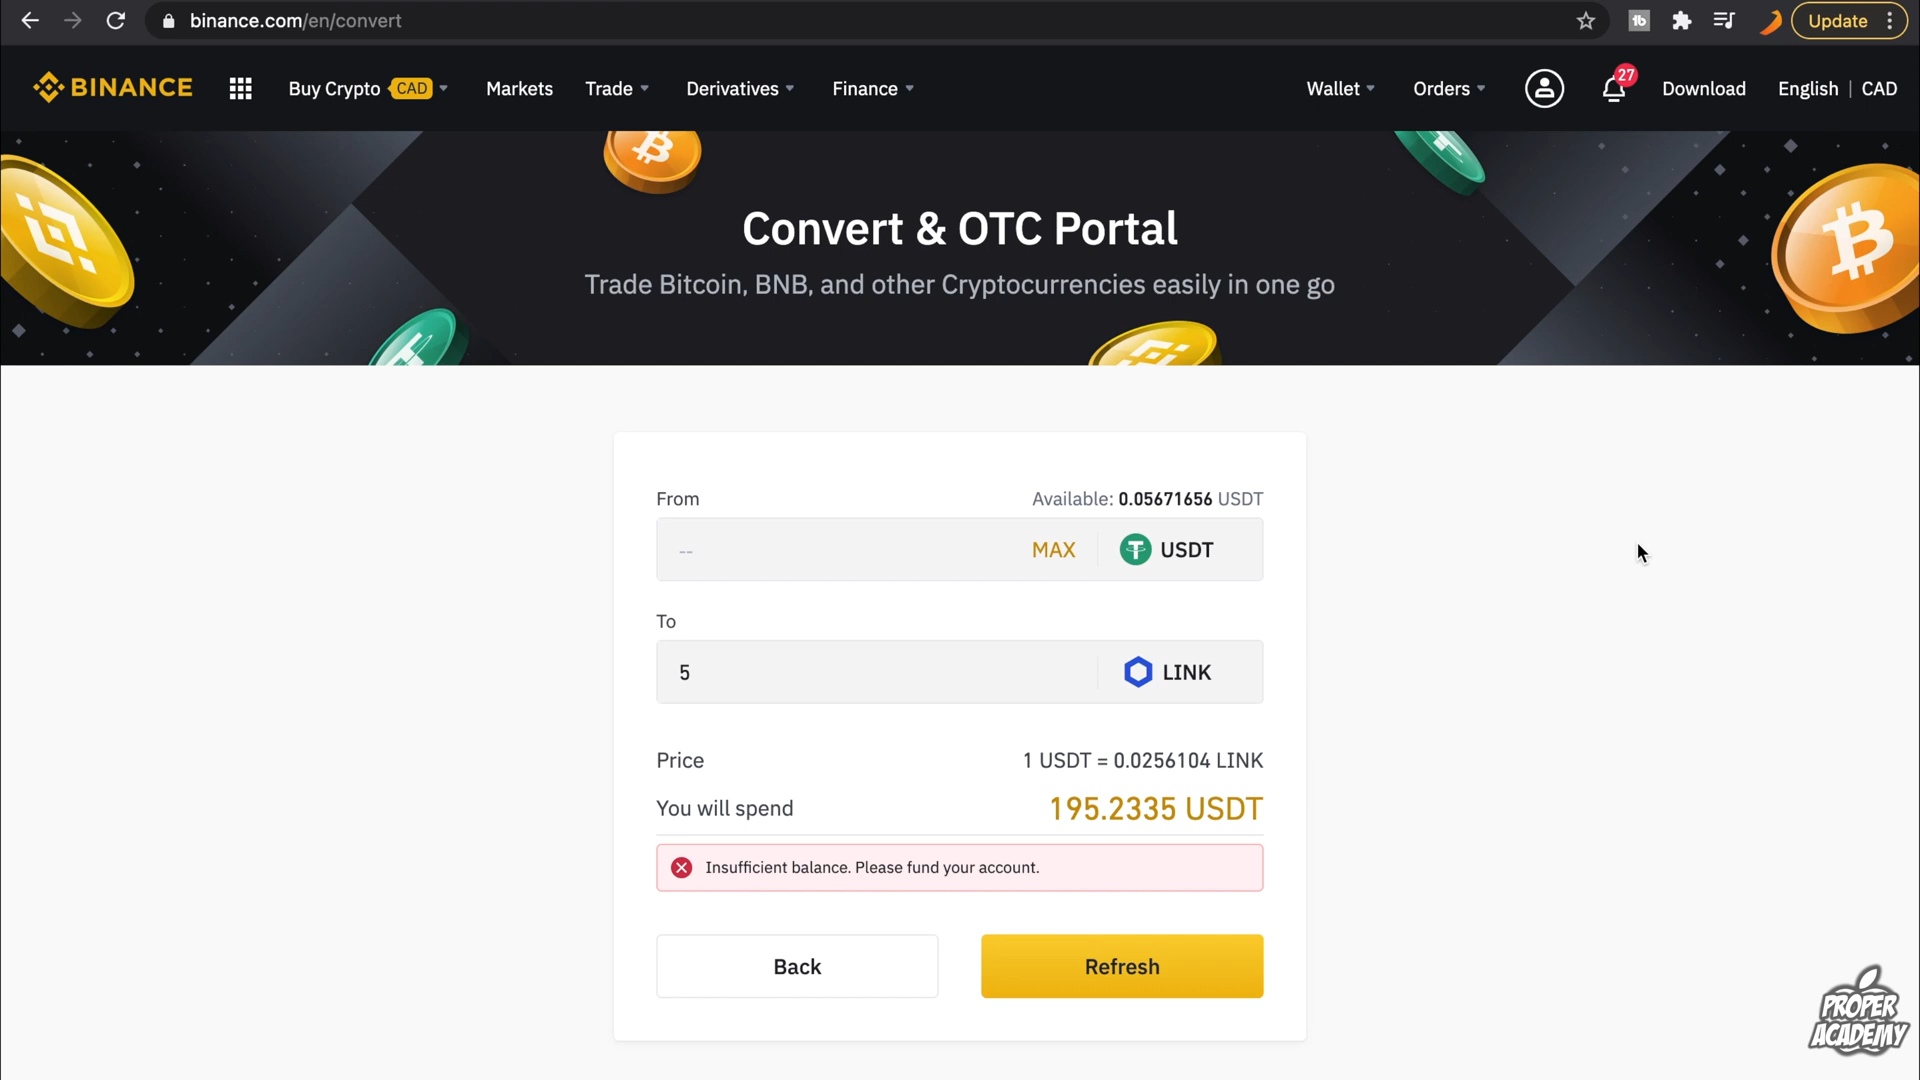 binance.com/en/convert
Update
BINANCE
Buy Crypto CAD
Markets
Trade
Derivatives
Finance
Wallet
Orders
27
Download
English | CAD
Convert & OTC Portal
Trade Bitcoin, BNB, and other Cryptocurrencies easily in one go
From
Available: 0.05671656 USDT
--
MAX
USDT
To
5
LINK
Price
1 USDT = 0.0256104 LINK
You will spend
195.2335 USDT
Insufficient balance. Please fund your account.
Back
Refresh
PROPER
ACADEMY